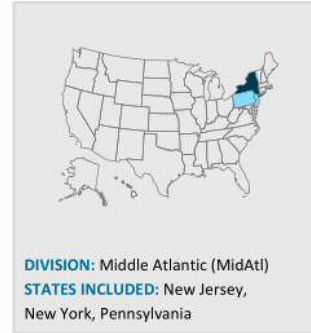 DIVISION: Middle Atlantic (MidAtl)
STATES INCLUDED: New Jersey,
New York, Pennsylvania